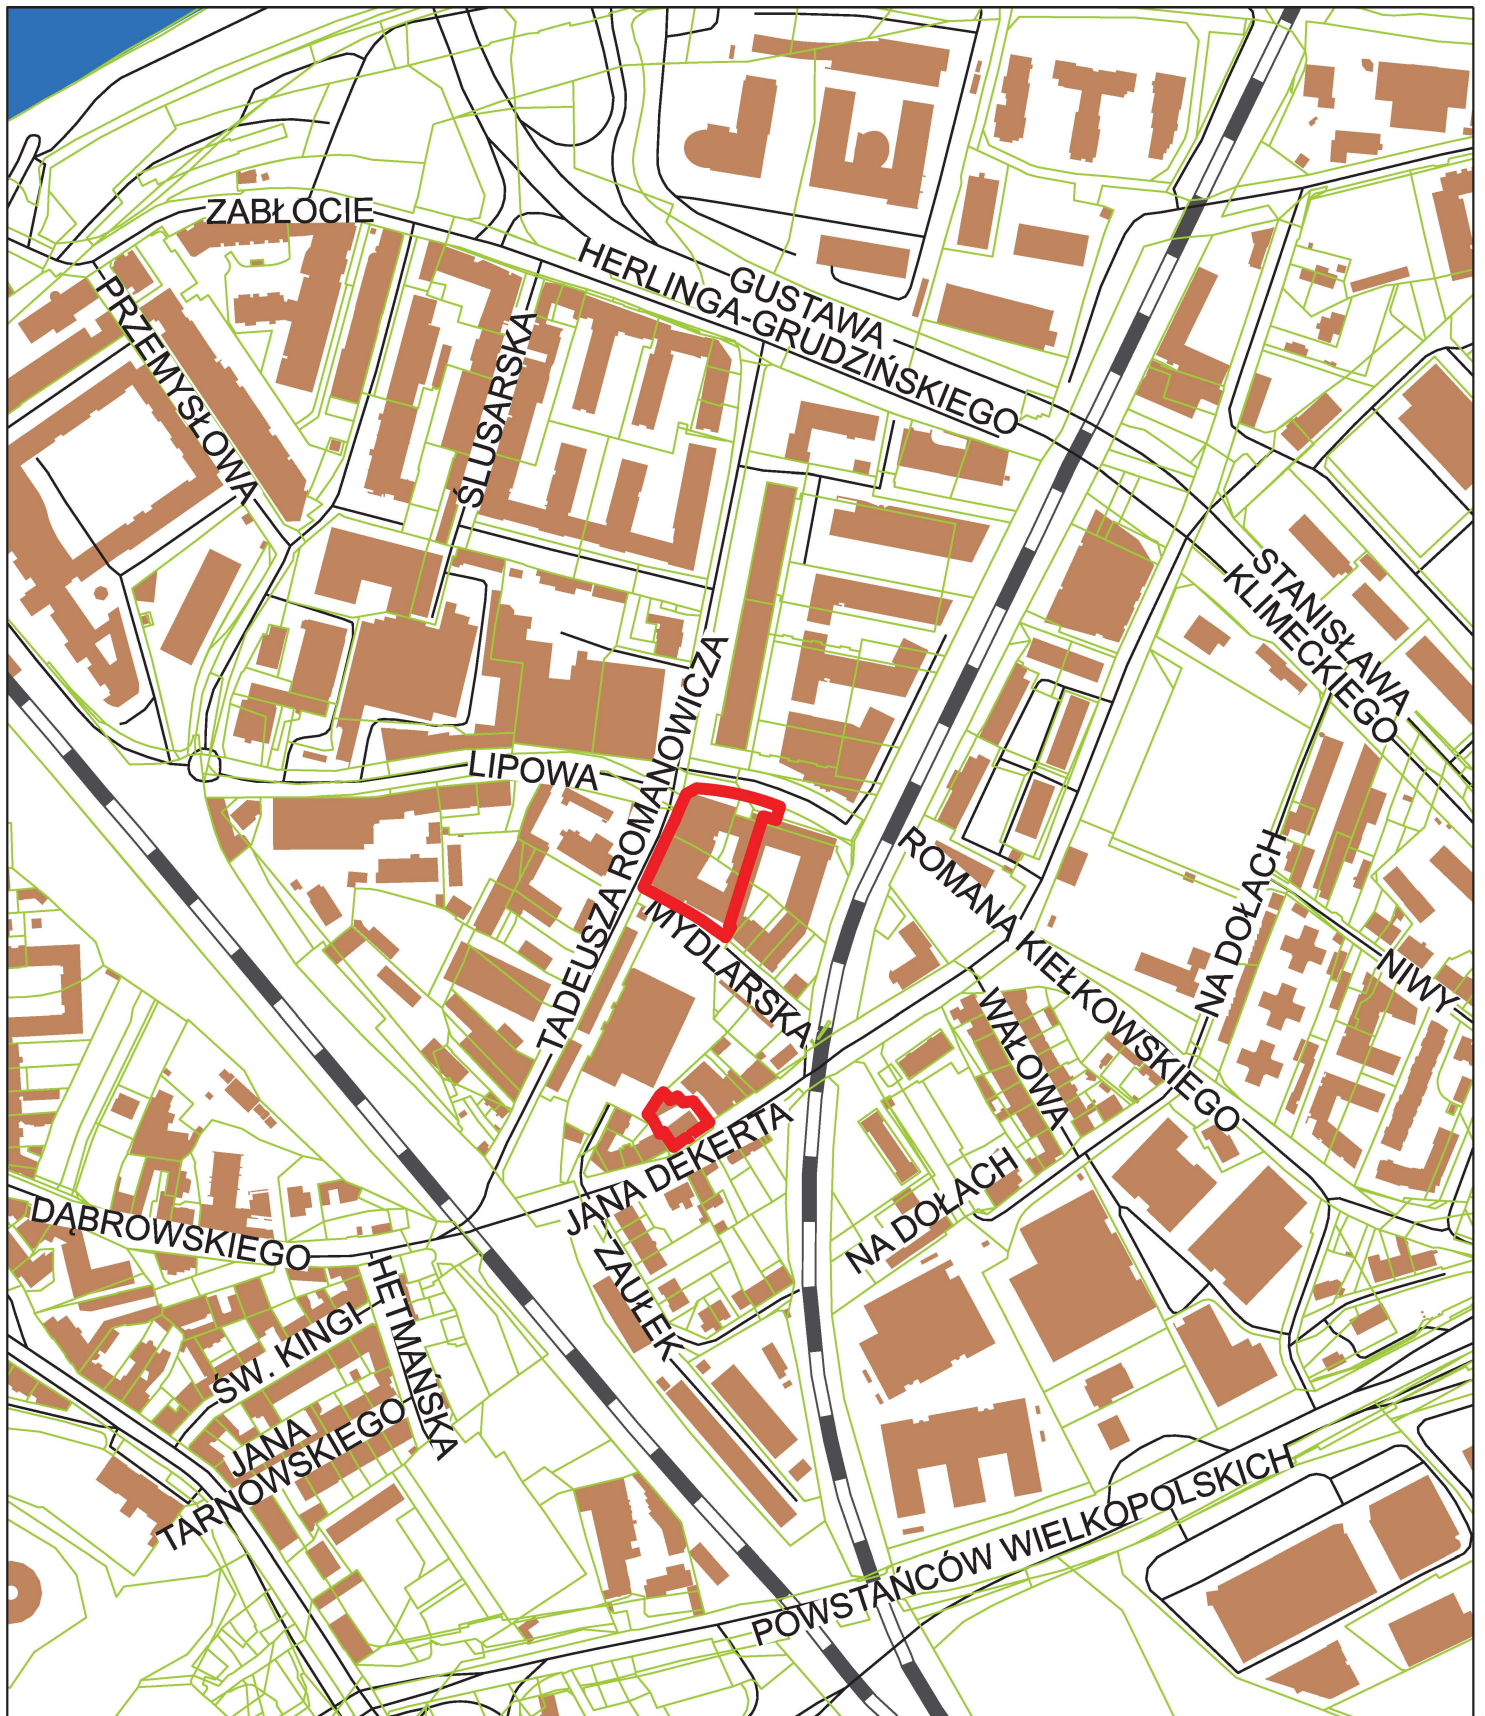 ZABŁOCIE
GUSTAWA
HERLINGA-GRUDZIŃSKIEGO
PRZEMYSŁOWA
ŚLUSARSKA
STANISŁAWA
KLIMECKIEGO
LIPOWA
TADEUSZA ROMANOWICZA
MYDLARSKA
ROMANA KIEŁKOWSKIEGO
NA DOŁACH
NIWY
WAŁOWA
JANA DEKERTA
NA DOŁACH
DĄBROWSKIEGO
ZAUŁEK
HETMAŃSKA
ŚW. KINGI
JANA
TARNOWSKIEGO
POWSTAŃCÓW WIELKOPOLSKICH